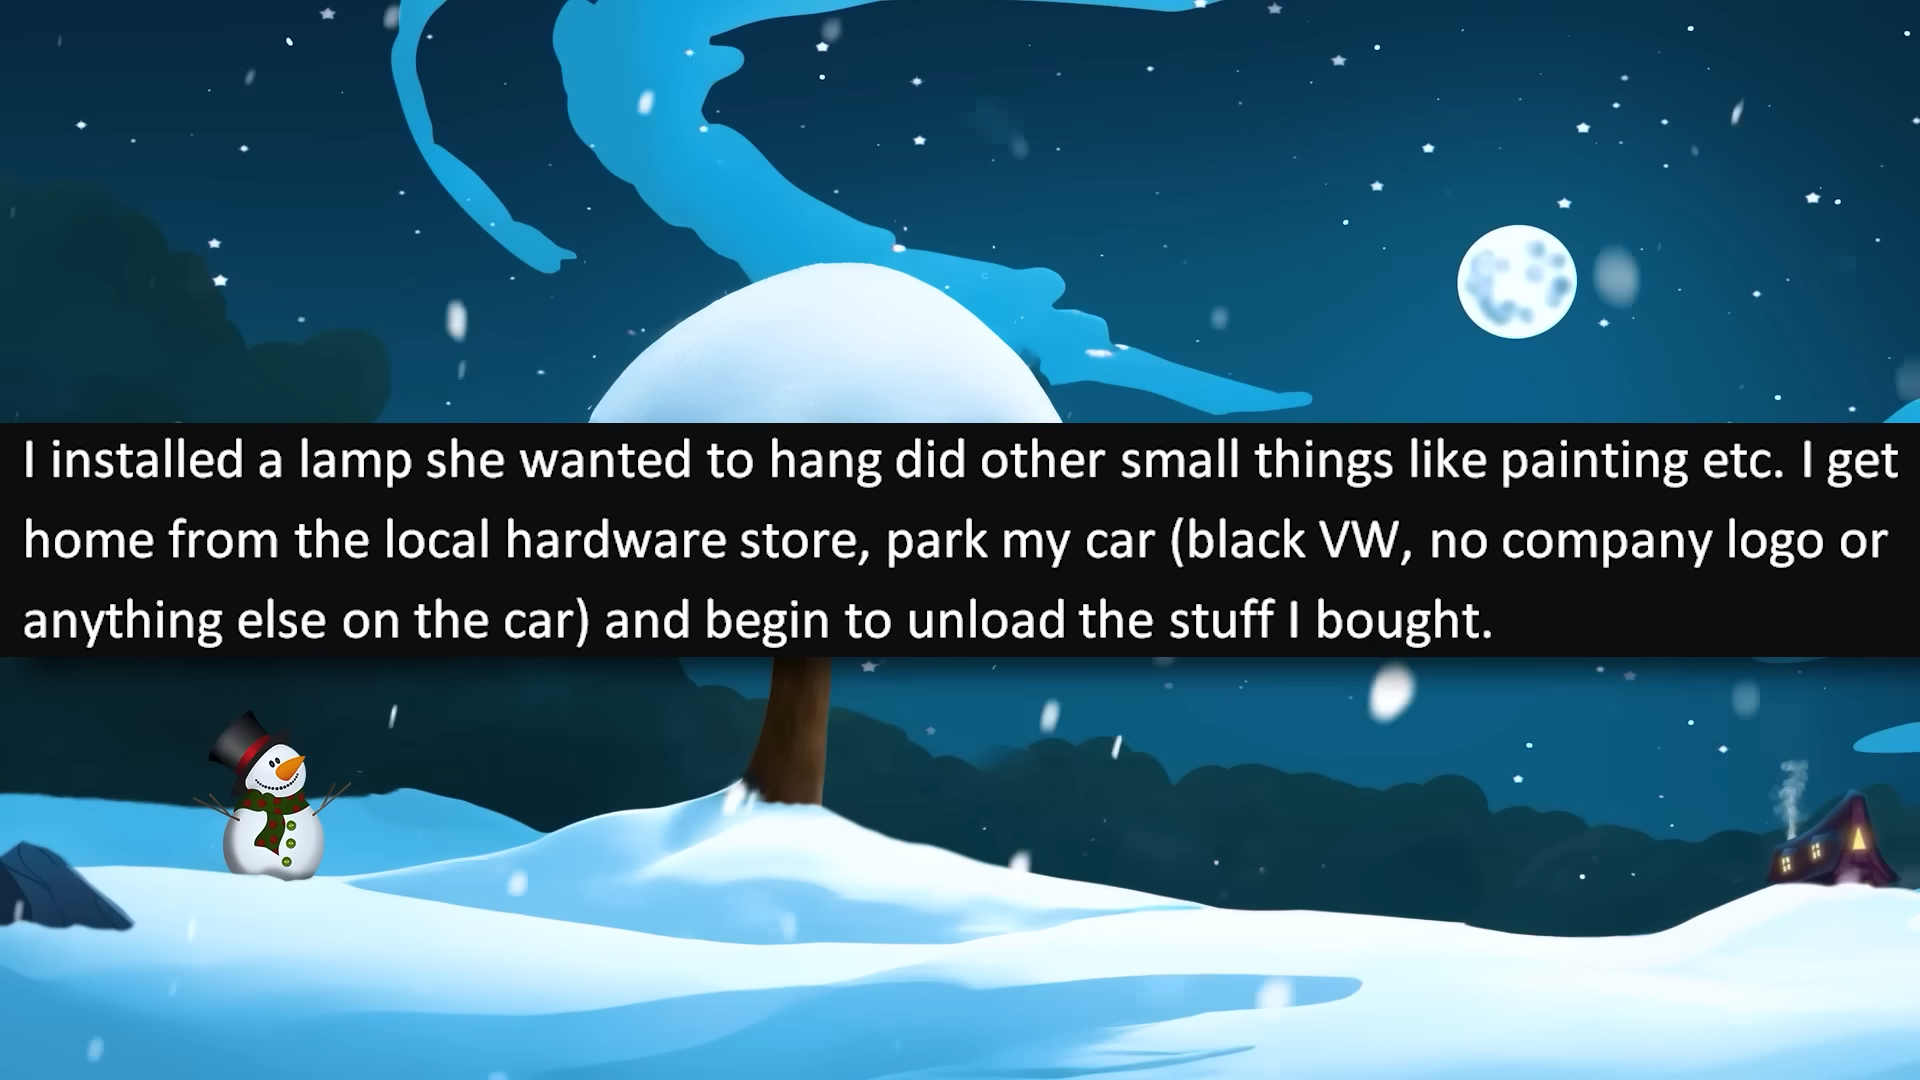 I installed a lamp she wanted to hang did other small things like painting etc. I get
home from the local hardware store, park my car (black VW, no company logo or
anything else on the car) and begin to unload the stuff I bought.